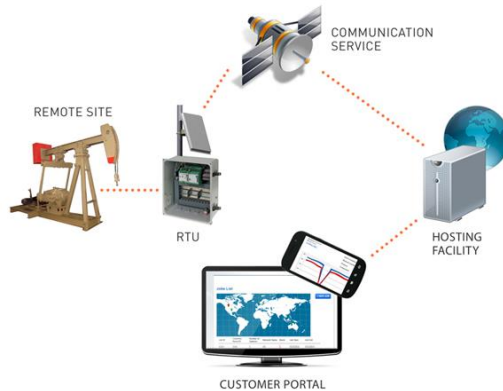 COMMUNICATION
SERVICE
REMOTE SITE
RTU
HOSTING
FACILITY
CUSTOMER PORTAL